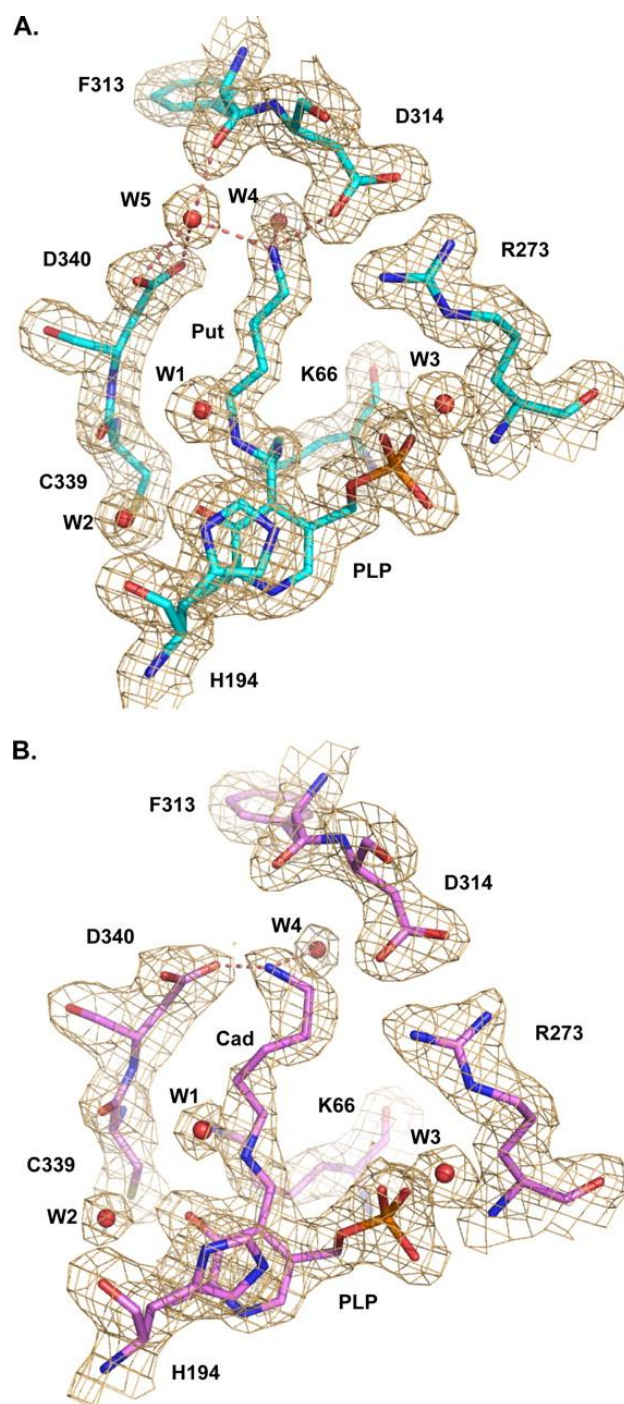 A.
F313
D314
W5
W4
D340
R273
Put
W1
K66
W3
C339
W2
PLP
H194
B.
F313
D314
W4
D340
R273
Cad
W1
K66
W3
C339
W2
PLP
H194